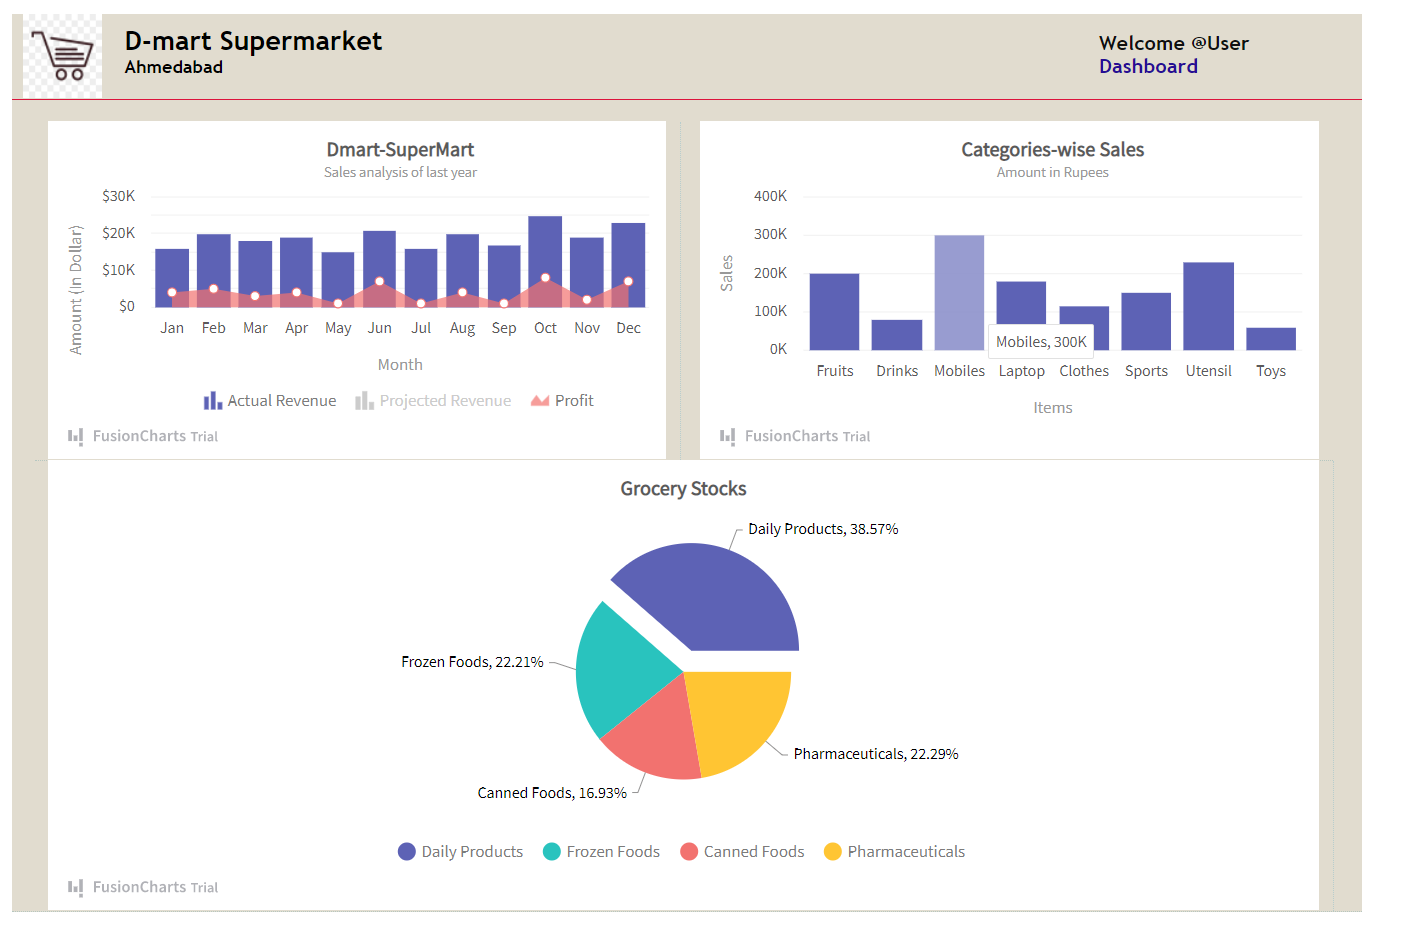 D-mart Supermarket
Ahmedabad
Welcome @User
Dashboard
Dmart-SuperMart
Sales analysis of last year
$30K
$20K
$10K
$0
Amount (In Dollar)
Jan Feb Mar Apr May Jun Jul Aug Sep Oct Nov Dec
Month
Actual Revenue Projected Revenue Profit
FusionCharts Trial
Categories-wise Sales
Amount in Rupees
400K
300K
200K
100K
0K
Sales
Mobiles, 300K
Fruits Drinks Mobiles Laptop Clothes Sports Utensil Toys
Items
FusionCharts Trial
Grocery Stocks
Daily Products, 38.57%
Frozen Foods, 22.21%
Pharmaceuticals, 22.29%
Canned Foods, 16.93%
Daily Products Frozen Foods Canned Foods Pharmaceuticals
FusionCharts Trial